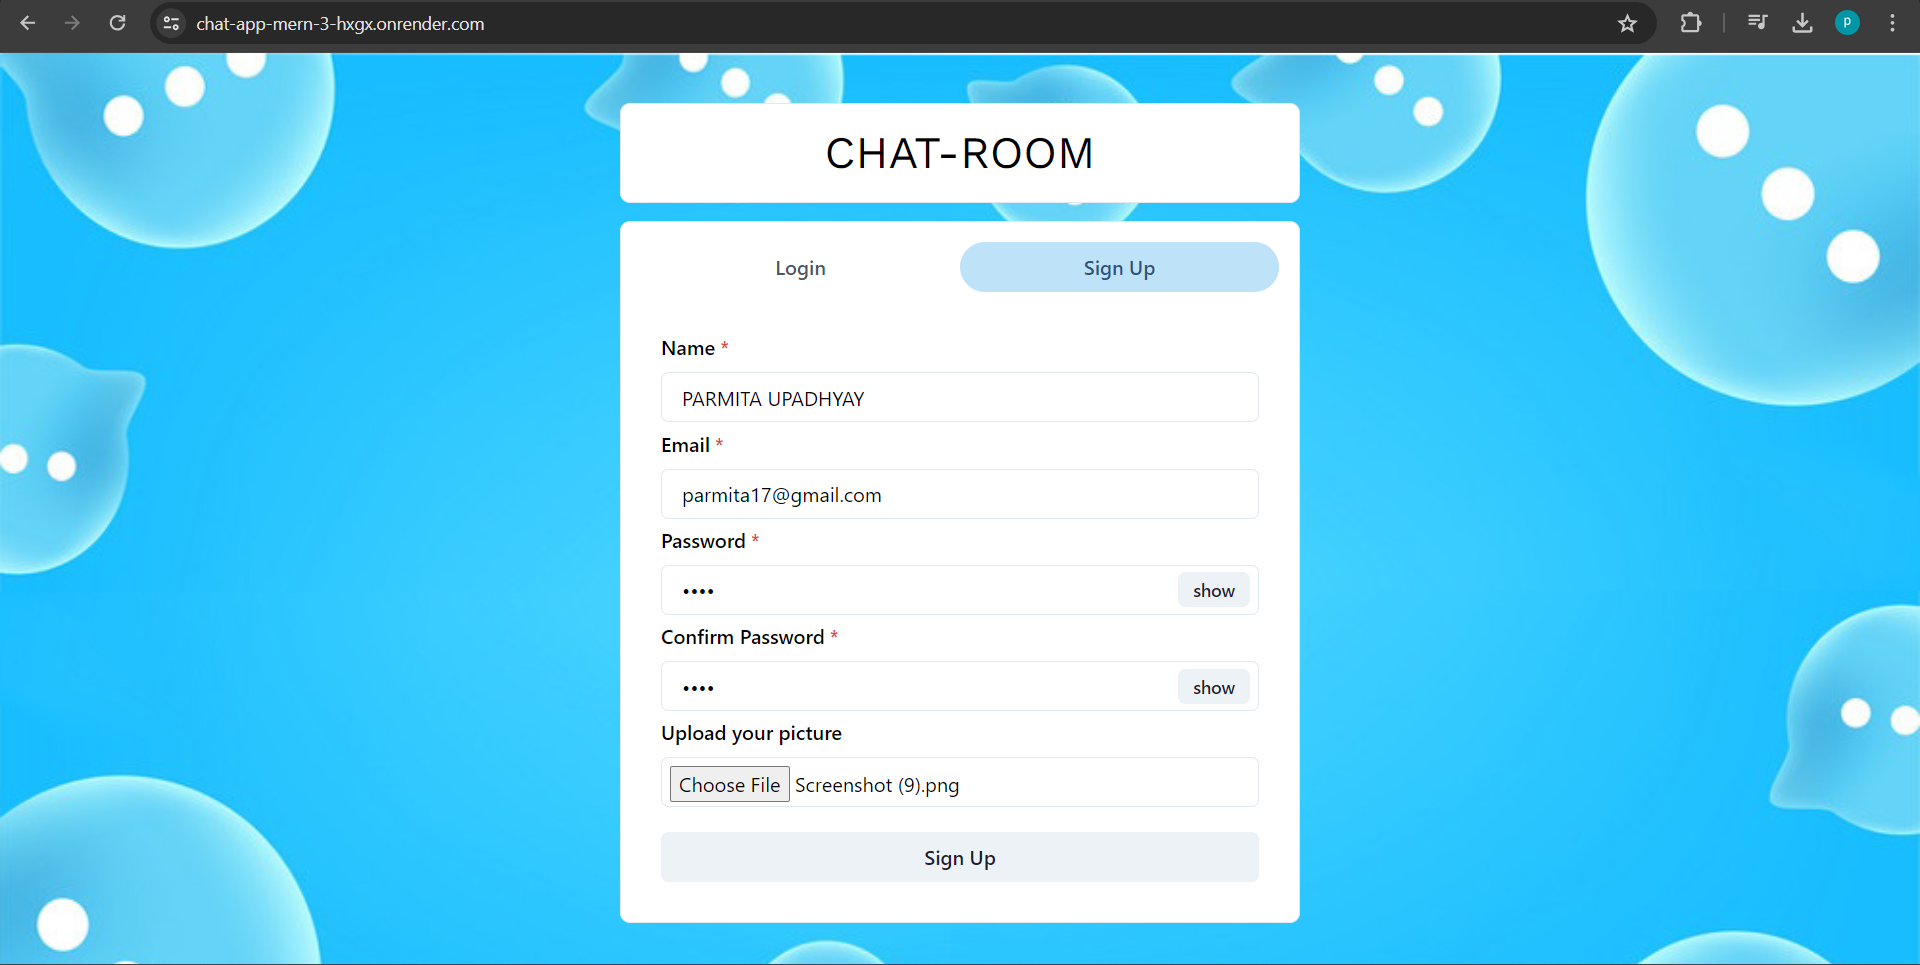 chat-app-mern-3-hxgx.onrender.com
p
CHAT-ROOM
Login Sign Up
Name *
PARMITA UPADHYAY
Email *
parmita17@gmail.com
Password *
•••• show
Confirm Password *
•••• show
Upload your picture
Choose File Screenshot (9).png
Sign Up